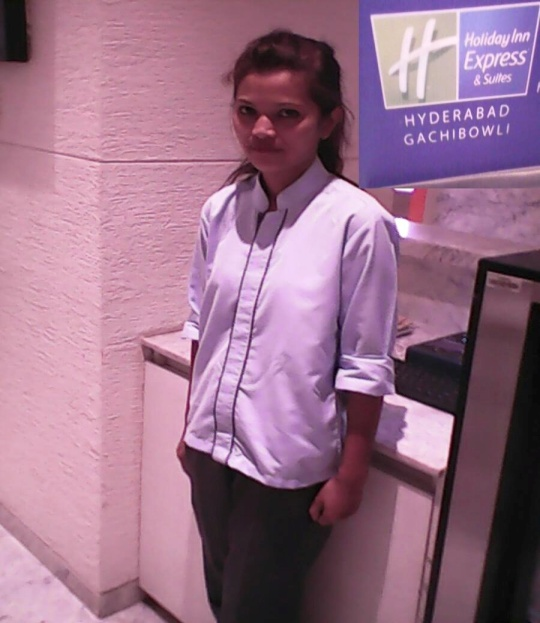 Holiday Inn
Express
& Suites
HYDERABAD
GACHIBOWLI